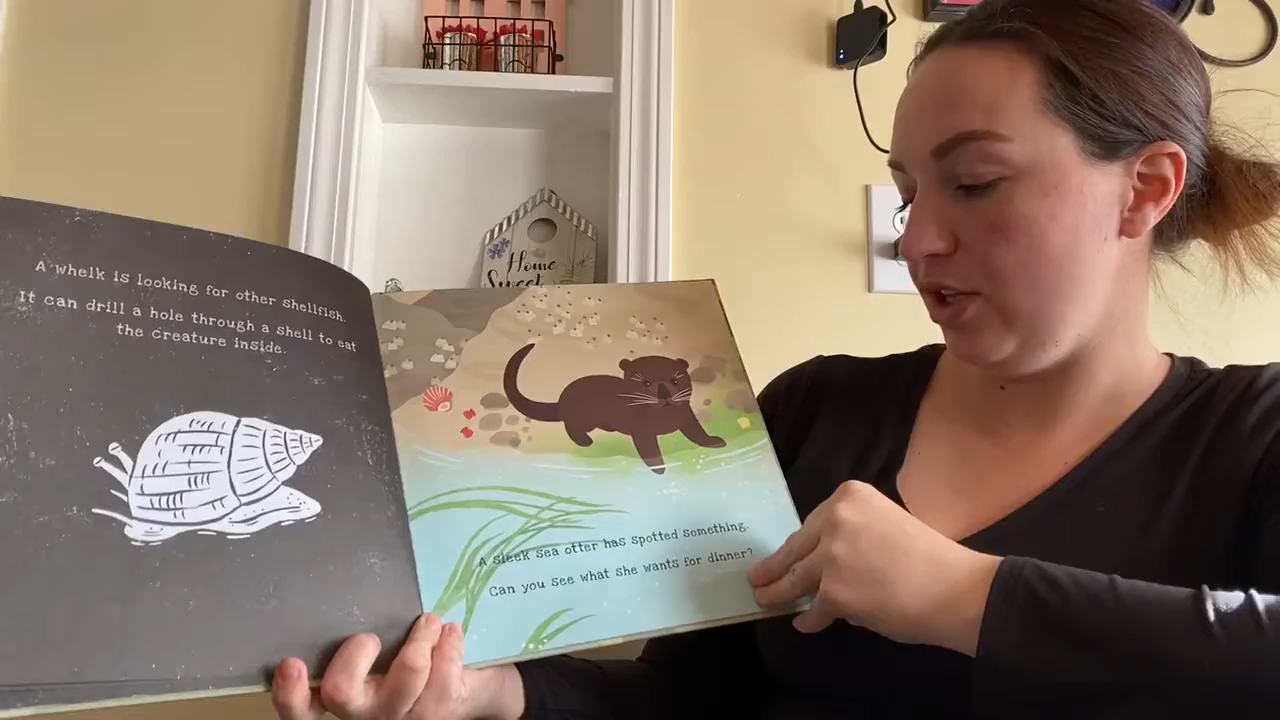 Home
Sweet
A whelk is looking for other shellfish.
It can drill a hole through a shell to eat
the creature inside.
A sleek sea otter has spotted something.
Can you see what she wants for dinner?